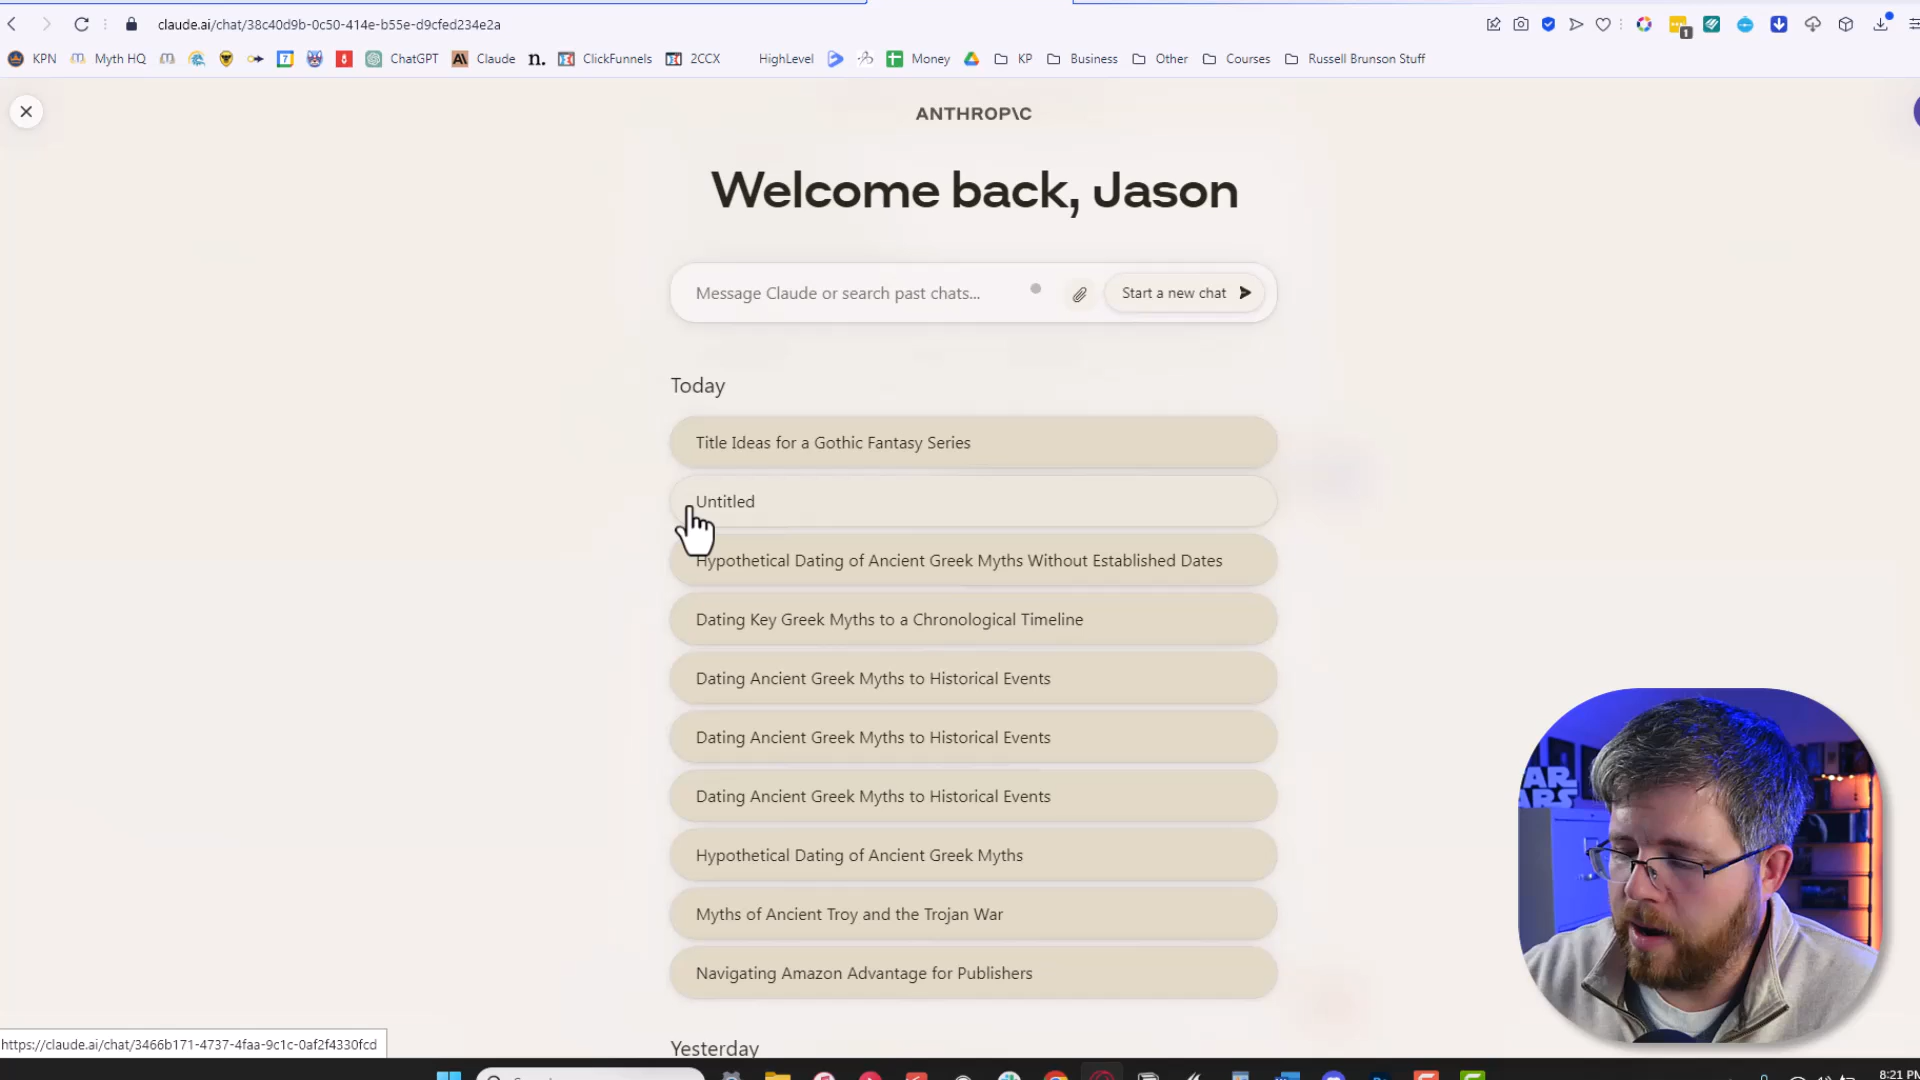 claude.ai/chat/38c40d9b-0c50-414e-b55e-d9cfed234e2a
1
KPN Myth HQ 7 ChatGPT Claude n. ClickFunnels 2CCX HighLevel Money KP Business Other Courses Russell Brunson Stuff
ANTHROP\C
Welcome back, Jason
Message Claude or search past chats...
Start a new chat
Today
Title Ideas for a Gothic Fantasy Series
Untitled
Hypothetical Dating of Ancient Greek Myths Without Established Dates
Dating Key Greek Myths to a Chronological Timeline
Dating Ancient Greek Myths to Historical Events
Dating Ancient Greek Myths to Historical Events
Dating Ancient Greek Myths to Historical Events
Hypothetical Dating of Ancient Greek Myths
Myths of Ancient Troy and the Trojan War
Navigating Amazon Advantage for Publishers
Yesterday
https://claude.ai/chat/3466b171-4737-4faa-9c1c-0af2f4330fcd
8:21 PM